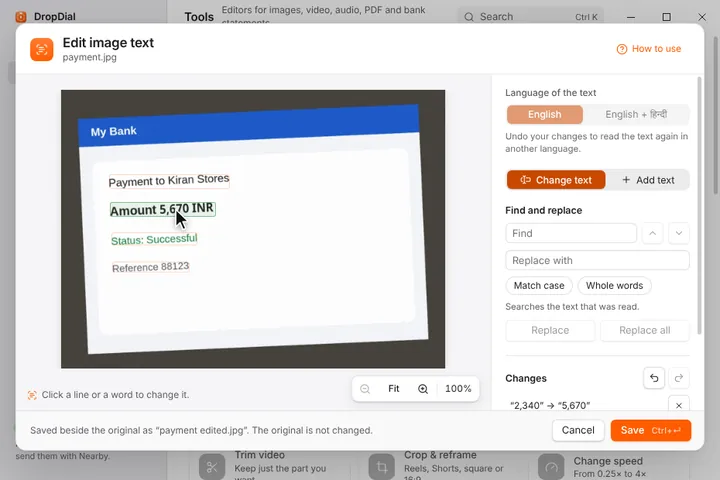 DropDial
Tools
Editors for images, video, audio, PDF and bank
statements
Search
Ctrl K
Edit image text
payment.jpg
How to use
My Bank
Payment to Kiran Stores
Amount 5,670 INR
Status: Successful
Reference 88123
Click a line or a word to change it.
Fit
100%
Language of the text
English
English + हिन्दी
Undo your changes to read the text again in
another language.
Change text
Add text
Find and replace
Find
Replace with
Match case
Whole words
Searches the text that was read.
Replace
Replace all
Changes
“2,340” → “5,670”
Saved beside the original as “payment edited.jpg”. The original is not changed.
Cancel
Save Ctrl+↵
send them with Nearby.
Trim video
Keep just the part you
want
Crop & reframe
Reels, Shorts, square or
16:9
Change speed
From 0.25× to 4×